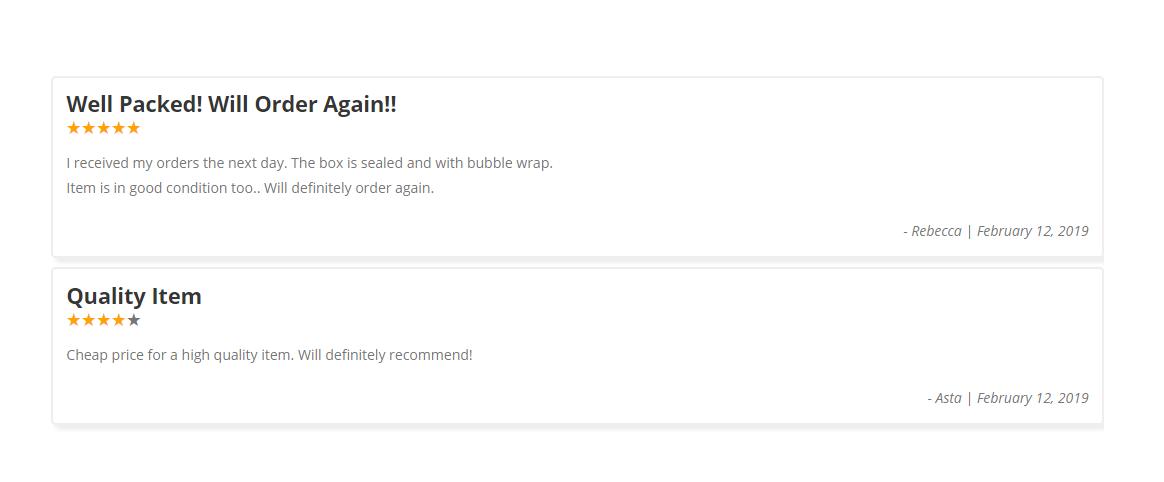 Well Packed! Will Order Again!!
★★★★★
I received my orders the next day. The box is sealed and with bubble wrap.
Item is in good condition too.. Will definitely order again.
- Rebecca | February 12, 2019
Quality Item
★★★★★
Cheap price for a high quality item. Will definitely recommend!
- Asta | February 12, 2019